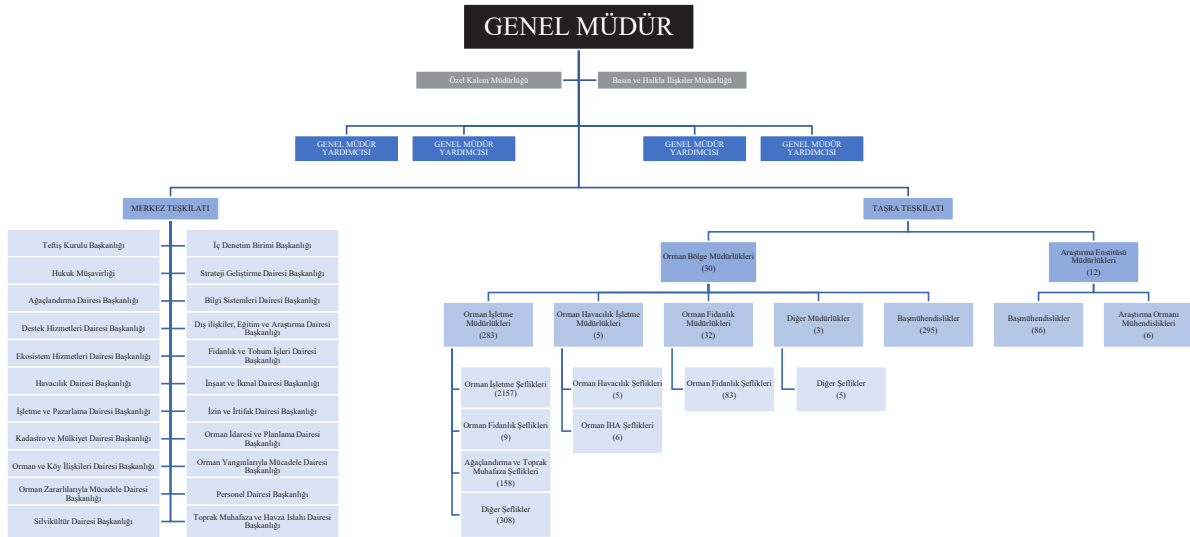 GENEL MÜDÜR
Özel Kalem Müdürlüğü
Basın ve Halkla İlişkiler Müdürlüğü
GENEL MÜDÜR
YARDIMCISI
GENEL MÜDÜR
YARDIMCISI
GENEL MÜDÜR
YARDIMCISI
GENEL MÜDÜR
YARDIMCISI
MERKEZ TEŞKİLATI
Teftiş Kurulu Başkanlığı
İç Denetim Birimi Başkanlığı
Hukuk Müşavirliği
Strateji Geliştirme Dairesi Başkanlığı
Ağaçlandırma Dairesi Başkanlığı
Bilgi Sistemleri Dairesi Başkanlığı
Destek Hizmetleri Dairesi Başkanlığı
Dış ilişkiler, Eğitim ve Araştırma Dairesi
Başkanlığı
Ekosistem Hizmetleri Dairesi Başkanlığı
Fidanlık ve Tohum İşleri Dairesi
Başkanlığı
Havacılık Dairesi Başkanlığı
İnşaat ve İkmal Dairesi Başkanlığı
İşletme ve Pazarlama Dairesi Başkanlığı
İzin ve İrtifak Dairesi Başkanlığı
Kadastro ve Mülkiyet Dairesi Başkanlığı
Orman İdaresi ve Planlama Dairesi
Başkanlığı
Orman ve Köy İlişkileri Dairesi Başkanlığı
Orman Yangınlarıyla Mücadele Dairesi
Başkanlığı
Orman Zararlılarıyla Mücadele Dairesi
Başkanlığı
Personel Dairesi Başkanlığı
Silvikültür Dairesi Başkanlığı
Toprak Muhafaza ve Havza Islahı Dairesi
Başkanlığı
TAŞRA TEŞKİLATI
Orman Bölge Müdürlükleri
(30)
Araştırma Enstitüsü
Müdürlükleri
(12)
Orman İşletme
Müdürlükleri
(283)
Orman Havacılık İşletme
Müdürlükleri
(5)
Orman Fidanlık
Müdürlükleri
(32)
Diğer Müdürlükler
(3)
Başmühendislikler
(295)
Başmühendislikler
(86)
Araştırma Ormanı
Mühendislikleri
(6)
Orman İşletme Şeflikleri
(2157)
Orman Fidanlık Şeflikleri
(9)
Ağaçlandırma ve Toprak
Muhafaza Şeflikleri
(158)
Diğer Şeflikler
(308)
Orman Havacılık Şeflikleri
(5)
Orman İHA Şeflikleri
(6)
Orman Fidanlık Şeflikleri
(83)
Diğer Şeflikler
(5)